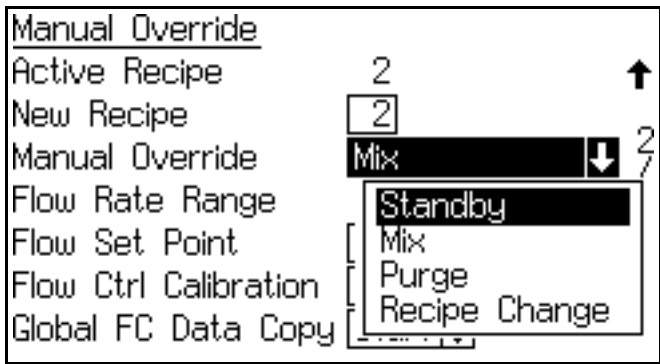 Manual Override
Active Recipe 2
New Recipe 2
Manual Override Mix 2
Flow Rate Range Standby
Flow Set Point Mix
Flow Ctrl Calibration Purge
Recipe Change
Global FC Data Copy